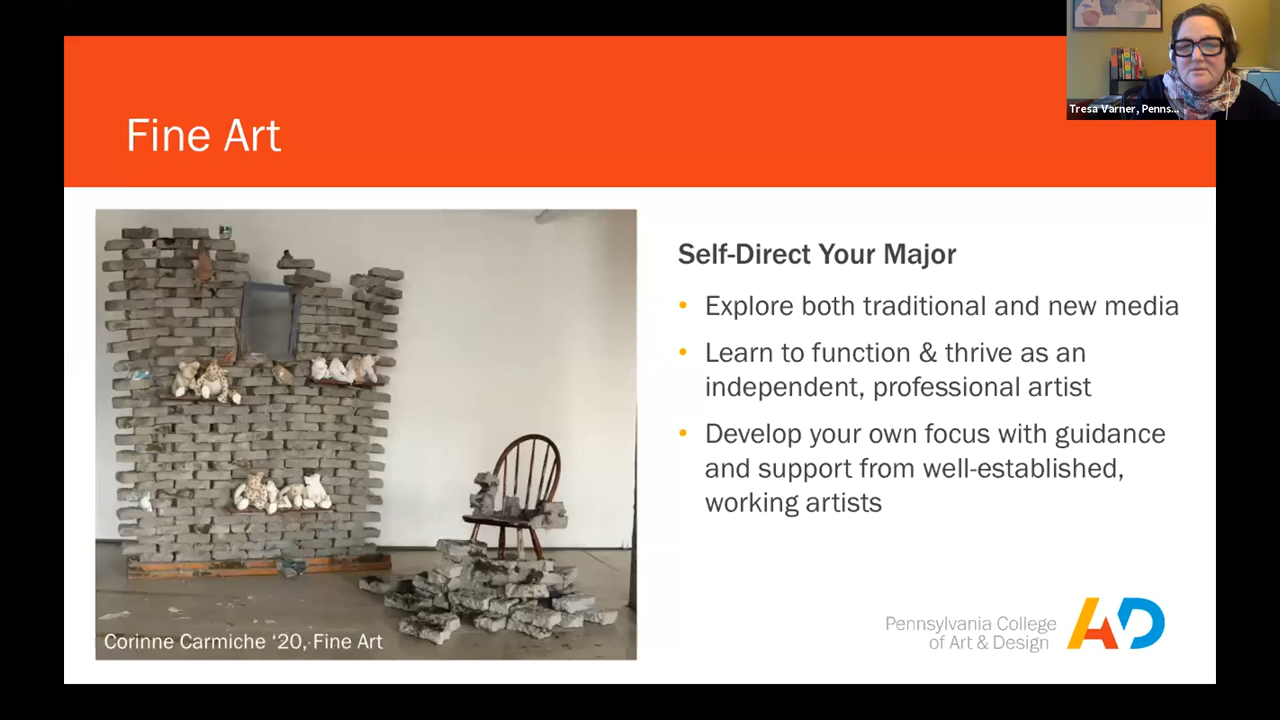 Tresa Varner, Penns...
Fine Art
Self-Direct Your Major
• Explore both traditional and new media
• Learn to function & thrive as an
independent, professional artist
• Develop your own focus with guidance
and support from well-established,
working artists
Corinne Carmiche ‘20, Fine Art
Pennsylvania College
of Art & Design
AD